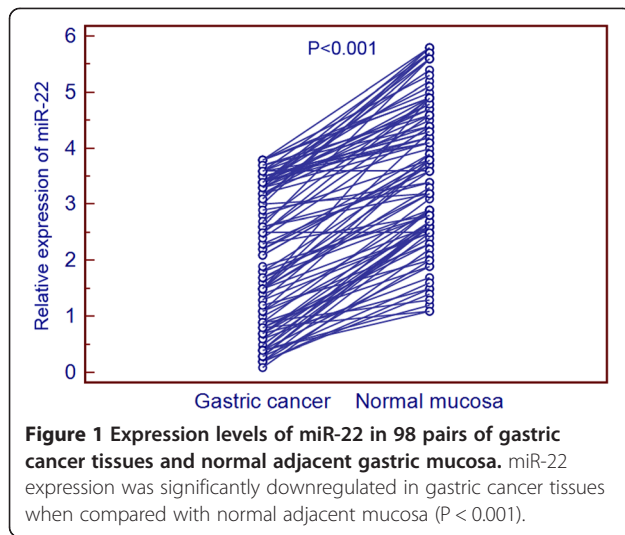 P<0.001
Relative expression of miR-22
6
5
4
3
2
1
0
Gastric cancer Normal mucosa
Figure 1 Expression levels of miR-22 in 98 pairs of gastric
cancer tissues and normal adjacent gastric mucosa. miR-22
expression was significantly downregulated in gastric cancer tissues
when compared with normal adjacent mucosa (P < 0.001).